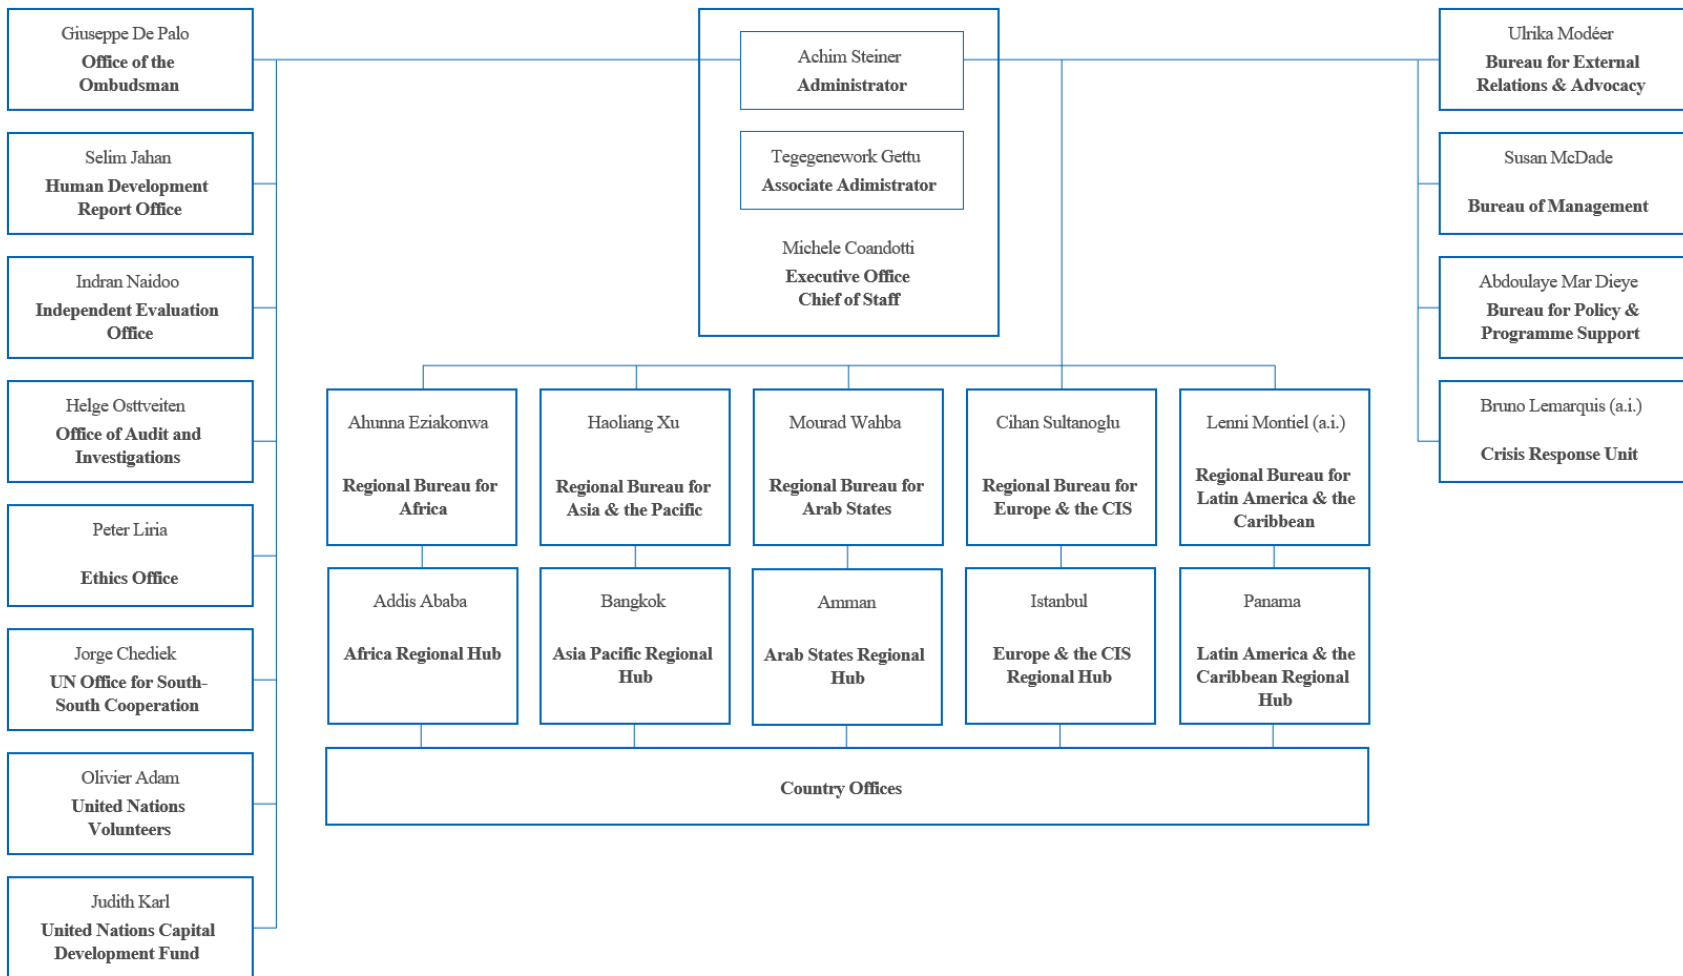 Giuseppe De Palo
Office of the
Ombudsman
Selim Jahan
Human Development
Report Office
Indran Naidoo
Independent Evaluation
Office
Helge Osttveiten
Office of Audit and
Investigations
Peter Liria
Ethics Office
Jorge Chediek
UN Office for South-
South Cooperation
Olivier Adam
United Nations
Volunteers
Judith Karl
United Nations Capital
Development Fund
Achim Steiner
Administrator
Tegegenework Gettu
Associate Adimistrator
Michele Coandotti
Executive Office
Chief of Staff
Ulrika Modéer
Bureau for External
Relations & Advocacy
Susan McDade
Bureau of Management
Abdoulaye Mar Dieye
Bureau for Policy &
Programme Support
Bruno Lemarquis (a.i.)
Crisis Response Unit
Ahunna Eziakonwa
Regional Bureau for
Africa
Haoliang Xu
Regional Bureau for
Asia & the Pacific
Mourad Wahba
Regional Bureau for
Arab States
Cihan Sultanoglu
Regional Bureau for
Europe & the CIS
Lenni Montiel (a.i.)
Regional Bureau for
Latin America & the
Caribbean
Addis Ababa
Africa Regional Hub
Bangkok
Asia Pacific Regional
Hub
Amman
Arab States Regional
Hub
Istanbul
Europe & the CIS
Regional Hub
Panama
Latin America & the
Caribbean Regional
Hub
Country Offices